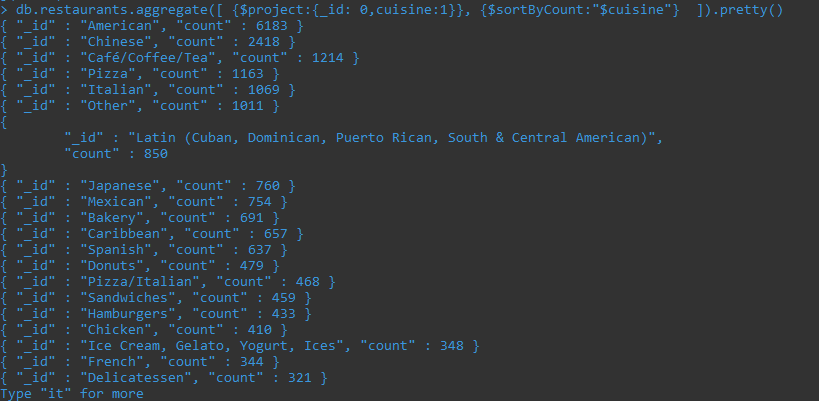 > db.restaurants.aggregate([ {$project:{_id: 0,cuisine:1}}, {$sortByCount:"$cuisine"}  ]).pretty()
{ "_id" : "American", "count" : 6183 }
{ "_id" : "Chinese", "count" : 2418 }
{ "_id" : "Café/Coffee/Tea", "count" : 1214 }
{ "_id" : "Pizza", "count" : 1163 }
{ "_id" : "Italian", "count" : 1069 }
{ "_id" : "Other", "count" : 1011 }
{
        "_id" : "Latin (Cuban, Dominican, Puerto Rican, South & Central American)",
        "count" : 850
}
{ "_id" : "Japanese", "count" : 760 }
{ "_id" : "Mexican", "count" : 754 }
{ "_id" : "Bakery", "count" : 691 }
{ "_id" : "Caribbean", "count" : 657 }
{ "_id" : "Spanish", "count" : 637 }
{ "_id" : "Donuts", "count" : 479 }
{ "_id" : "Pizza/Italian", "count" : 468 }
{ "_id" : "Sandwiches", "count" : 459 }
{ "_id" : "Hamburgers", "count" : 433 }
{ "_id" : "Chicken", "count" : 410 }
{ "_id" : "Ice Cream, Gelato, Yogurt, Ices", "count" : 348 }
{ "_id" : "French", "count" : 344 }
{ "_id" : "Delicatessen", "count" : 321 }
Type "it" for more